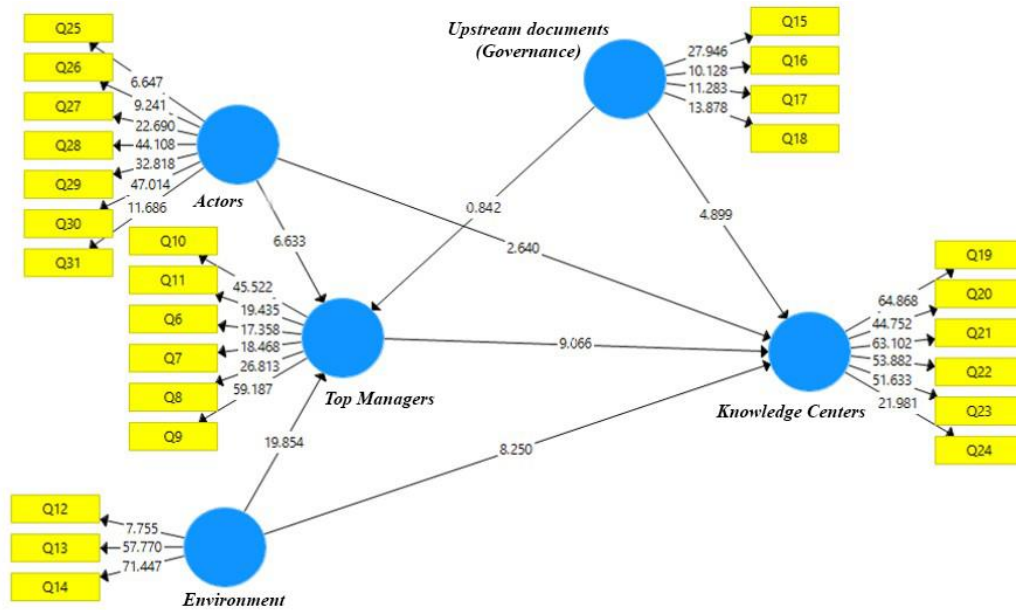 Q25
Q26
Q27
Q28
Q29
Q30
Q31
6.647
9.241
22.690
44.108
32.818
47.014
11.686
Actors
Upstream documents
(Governance)
27.946
10.128
11.283
13.878
Q15
Q16
Q17
Q18
6.633
0.842
2.640
4.899
Q10
Q11
Q6
Q7
Q8
Q9
45.522
19.435
17.358
18.468
26.813
59.187
Top Managers
9.066
19.854
8.250
Q19
Q20
Q21
Q22
Q23
Q24
64.868
44.752
63.102
53.882
51.633
21.981
Knowledge Centers
Q12
Q13
Q14
7.755
57.770
71.447
Environment